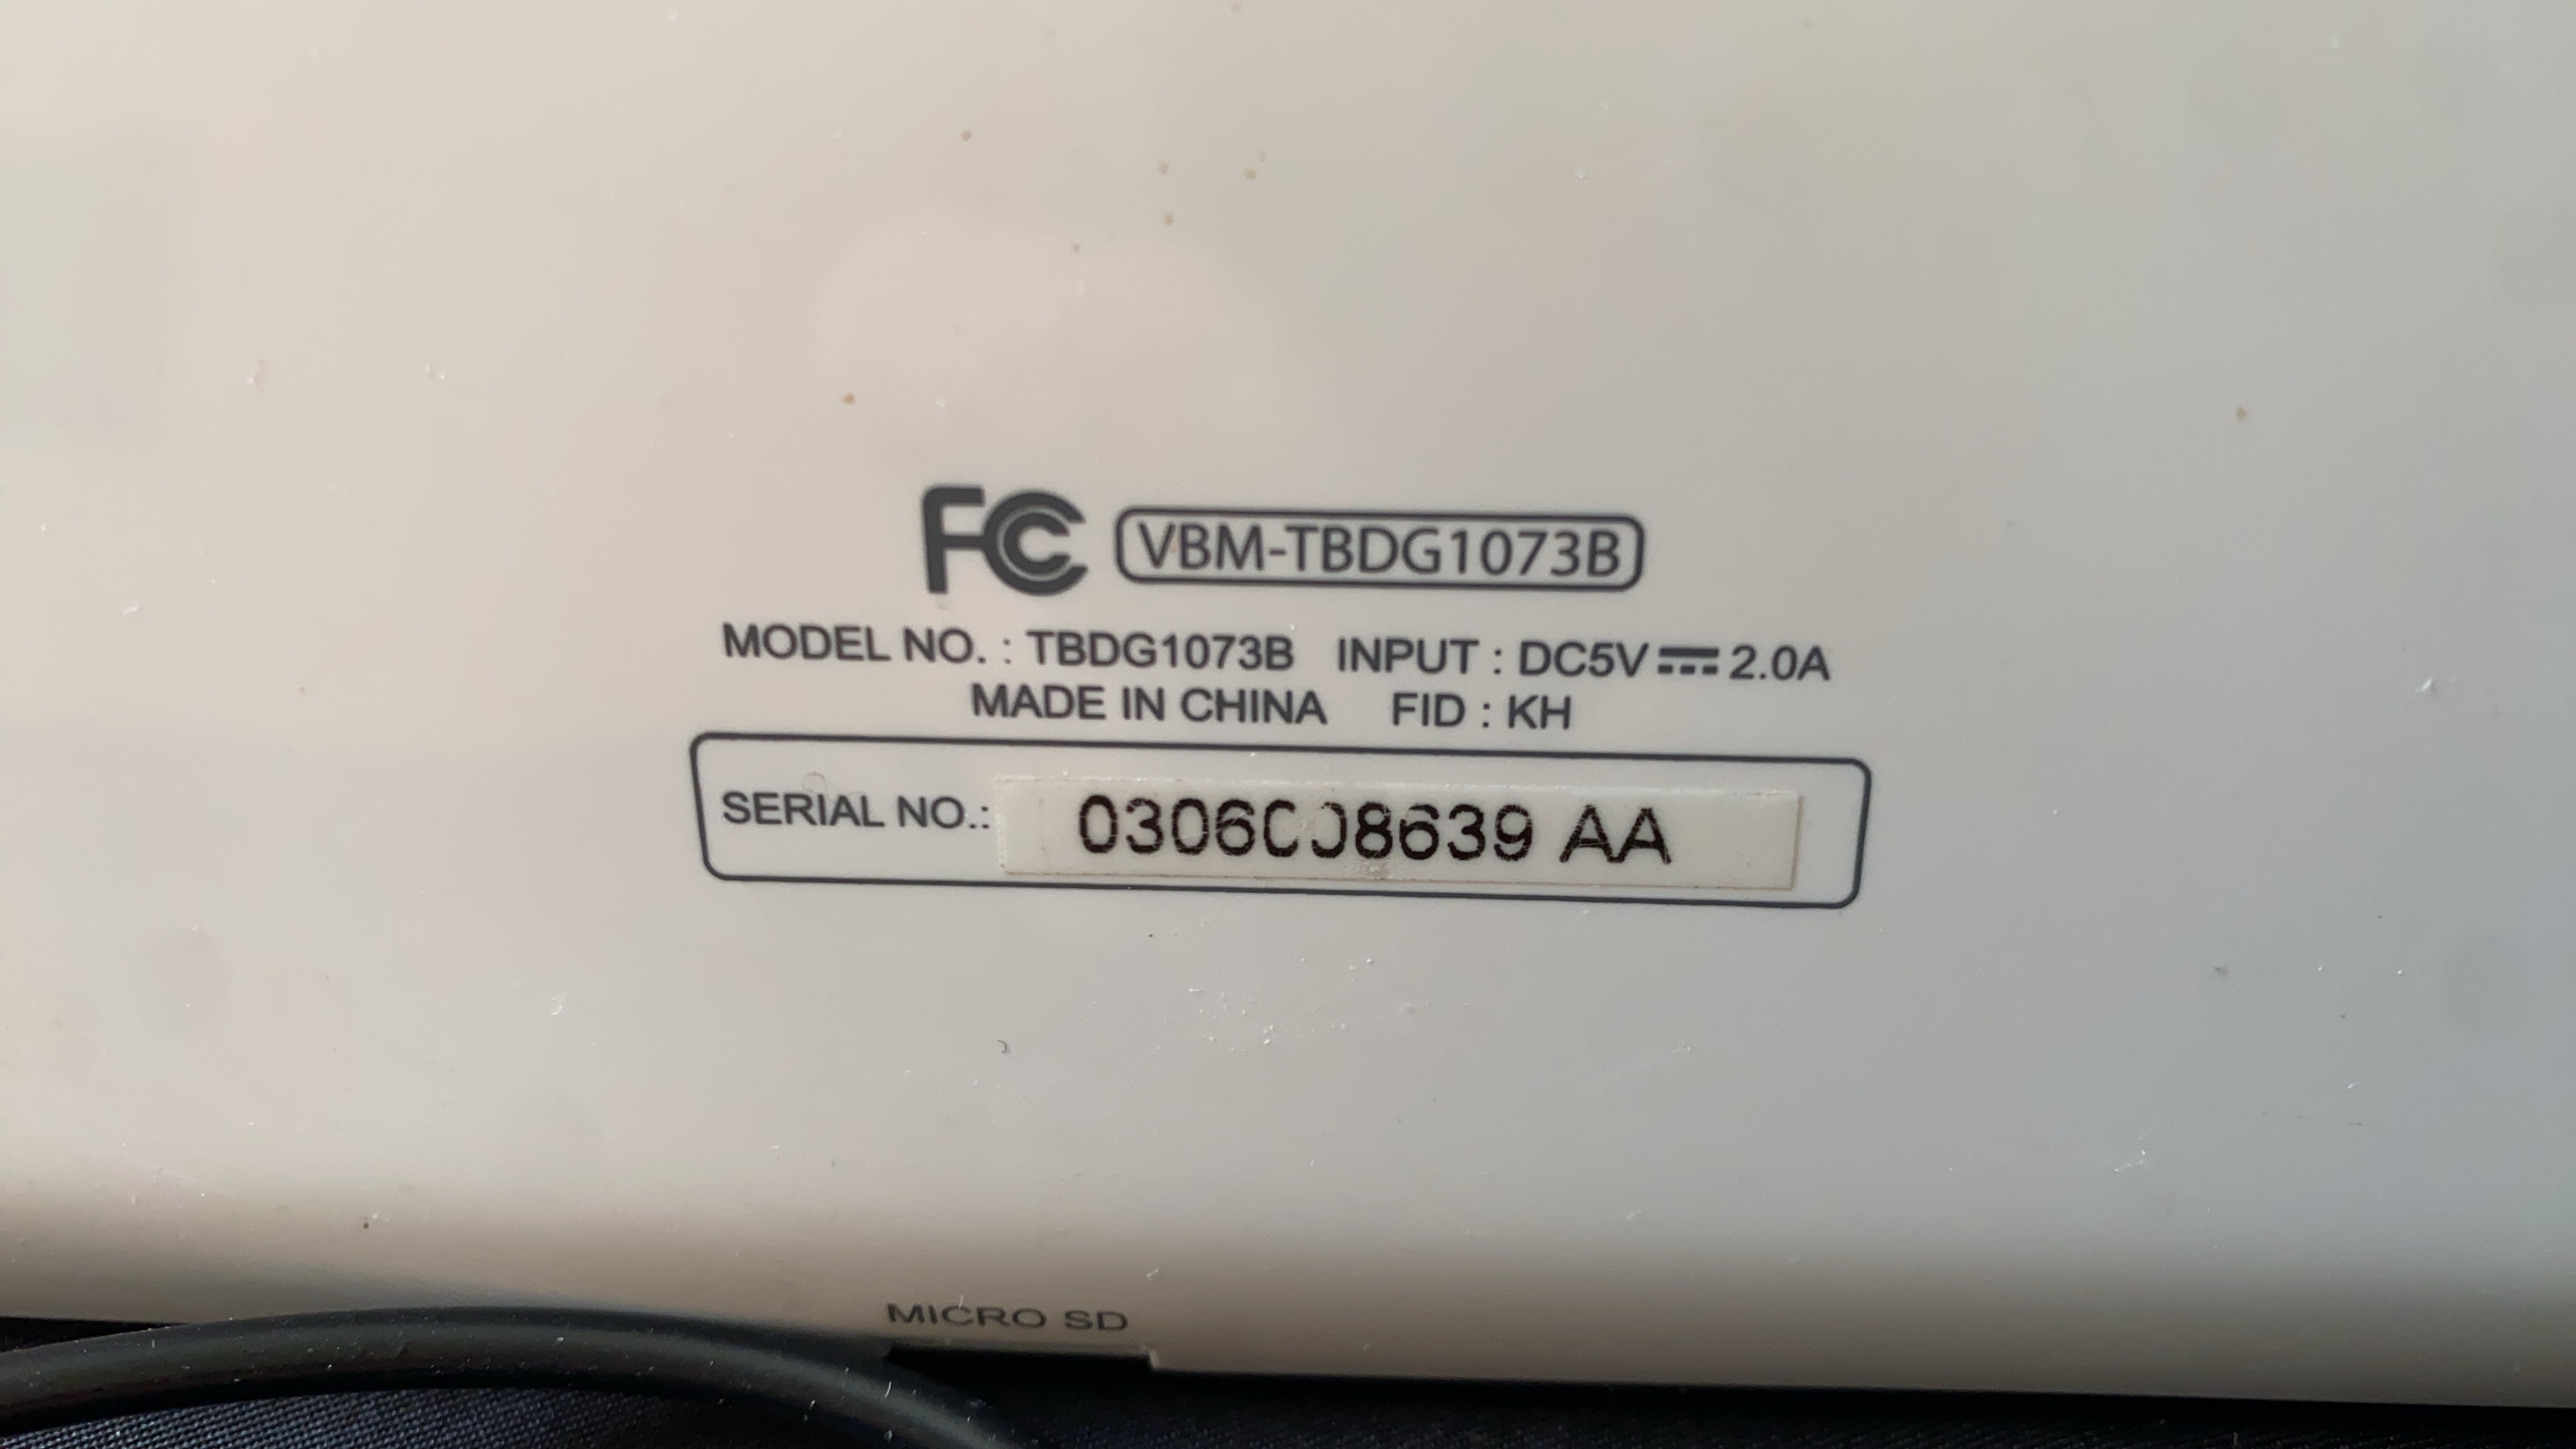 FC VBM-TBDG1073B
MODEL NO. : TBDG1073B INPUT : DC5V⎓2.0A
MADE IN CHINA FID : KH
SERIAL NO.: 0306008639 AA
MICRO SD